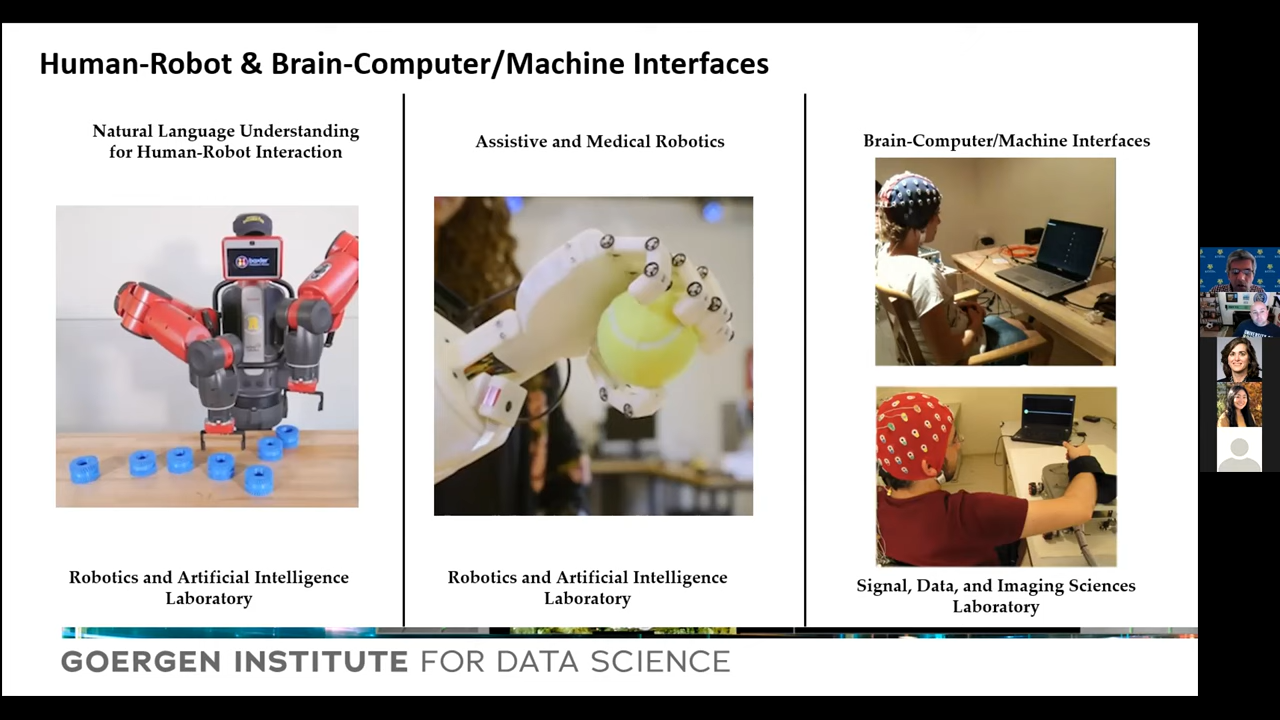 Human-Robot & Brain-Computer/Machine Interfaces
Natural Language Understanding
for Human-Robot Interaction
Robotics and Artificial Intelligence
Laboratory
Assistive and Medical Robotics
Robotics and Artificial Intelligence
Laboratory
Brain-Computer/Machine Interfaces
Signal, Data, and Imaging Sciences
Laboratory
GOERGEN INSTITUTE FOR DATA SCIENCE